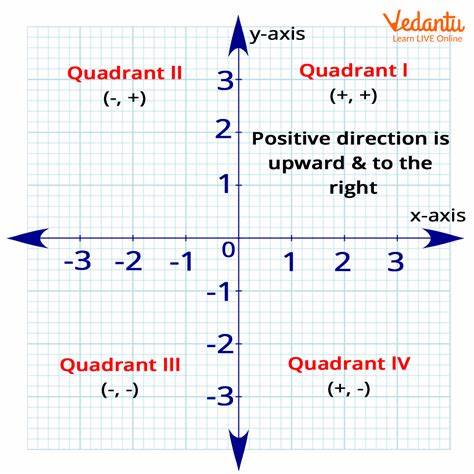 Vedantu
Learn LIVE Online
y-axis
Quadrant II
(-, +)
Quadrant I
(+, +)
Positive direction is
upward & to the
right
x-axis
3
2
1
0
-3 -2 -1 1 2 3
-1
-2
-3
Quadrant III
(-, -)
Quadrant IV
(+, -)